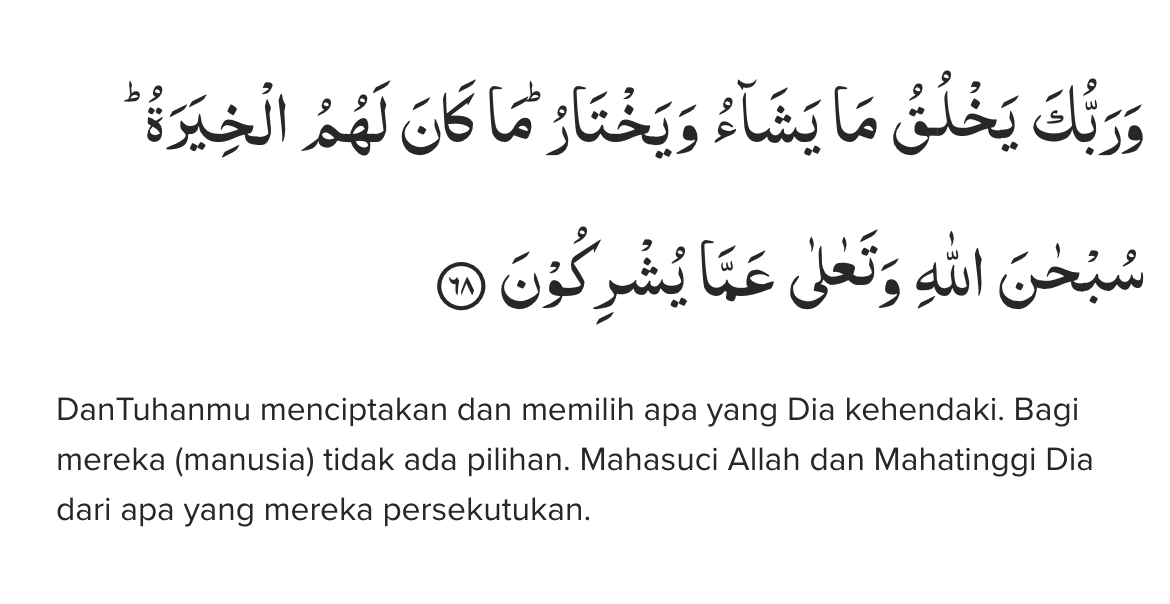 وَرَبُّكَ يَخْلُقُ مَا يَشَاۤءُ وَيَخْتَارُ ۗمَا كَانَ لَهُمُ الْخِيَرَةُ ۗ
سُبْحٰنَ اللّٰهِ وَتَعٰلٰى عَمَّا يُشْرِكُوْنَ ٦٨
DanTuhanmu menciptakan dan memilih apa yang Dia kehendaki. Bagi
mereka (manusia) tidak ada pilihan. Mahasuci Allah dan Mahatinggi Dia
dari apa yang mereka persekutukan.